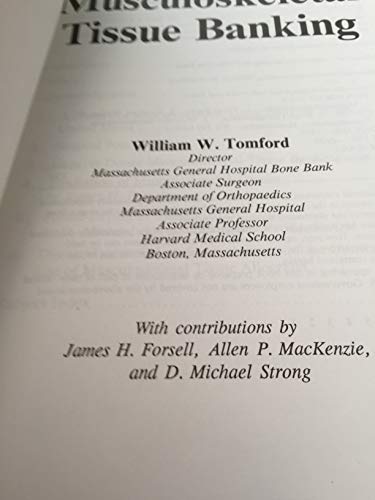 Musculoskeletal
Tissue Banking
William W. Tomford
Director
Massachusetts General Hospital Bone Bank
Associate Surgeon
Department of Orthopaedics
Massachusetts General Hospital
Associate Professor
Harvard Medical School
Boston, Massachusetts
With contributions by
James H. Forsell, Allen P. MacKenzie,
and D. Michael Strong